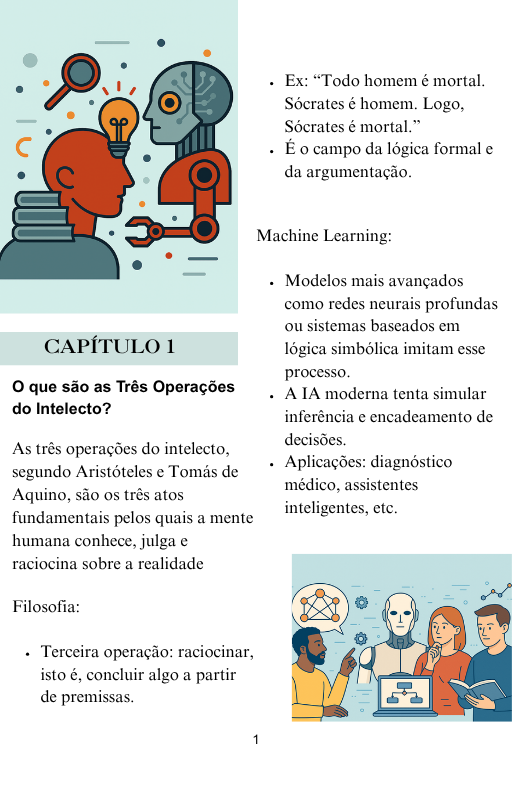 CAPÍTULO 1
O que são as Três Operações
do Intelecto?
As três operações do intelecto,
segundo Aristóteles e Tomás de
Aquino, são os três atos
fundamentais pelos quais a mente
humana conhece, julga e
raciocina sobre a realidade
Filosofia:
• Terceira operação: raciocinar,
isto é, concluir algo a partir
de premissas.
• Ex: “Todo homem é mortal.
Sócrates é homem. Logo,
Sócrates é mortal.”
• É o campo da lógica formal e
da argumentação.
Machine Learning:
• Modelos mais avançados
como redes neurais profundas
ou sistemas baseados em
lógica simbólica imitam esse
processo.
• A IA moderna tenta simular
inferência e encadeamento de
decisões.
• Aplicações: diagnóstico
médico, assistentes
inteligentes, etc.
1